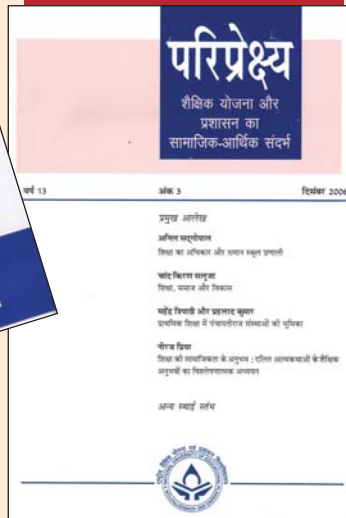 परिप्रेक्ष्य
शैक्षिक योजना और
प्रशासन का
सामाजिक-आर्थिक संदर्भ
वर्ष 13 अंक 3 दिसंबर 2006
प्रमुख आलेख
अनिल सद्गोपाल
शिक्षा का अधिकार और समान स्कूल प्रणाली
चांद किरण सलूजा
शिक्षा, समाज और विकास
महेंद्र त्रिपाठी और प्रहलाद कुमार
प्राथमिक शिक्षा में पंचायतीराज संस्थाओं की भूमिका
नीरज प्रिया
शिक्षा की सामाजिकता के अनुभव : दलित आत्मकथाओं के शैक्षिक
अनुभवों का विश्लेषणात्मक अध्ययन
अन्य स्थाई स्तंभ